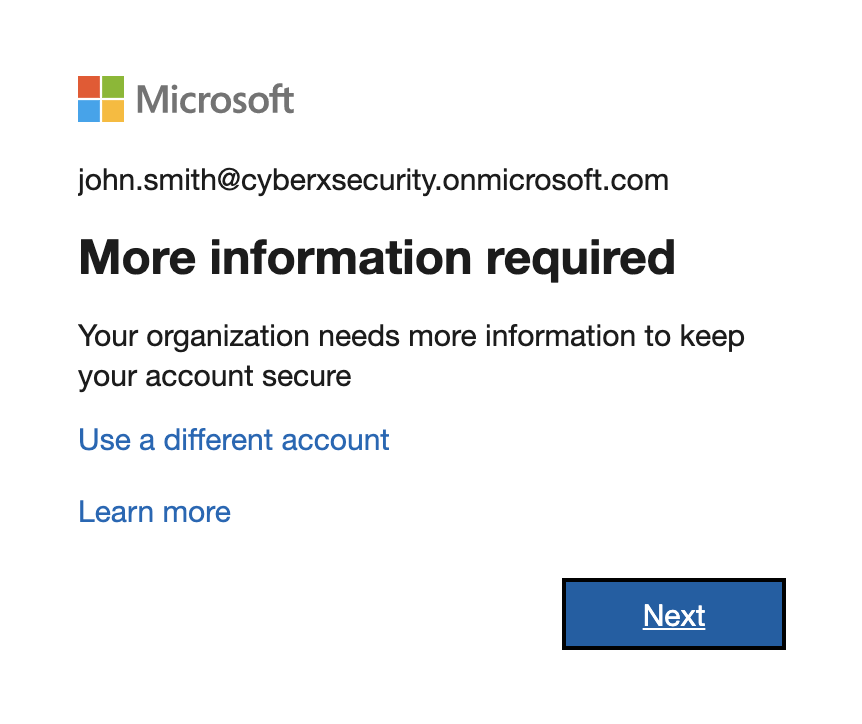 Microsoft
john.smith@cyberxsecurity.onmicrosoft.com
More information required
Your organization needs more information to keep
your account secure
Use a different account
Learn more
Next